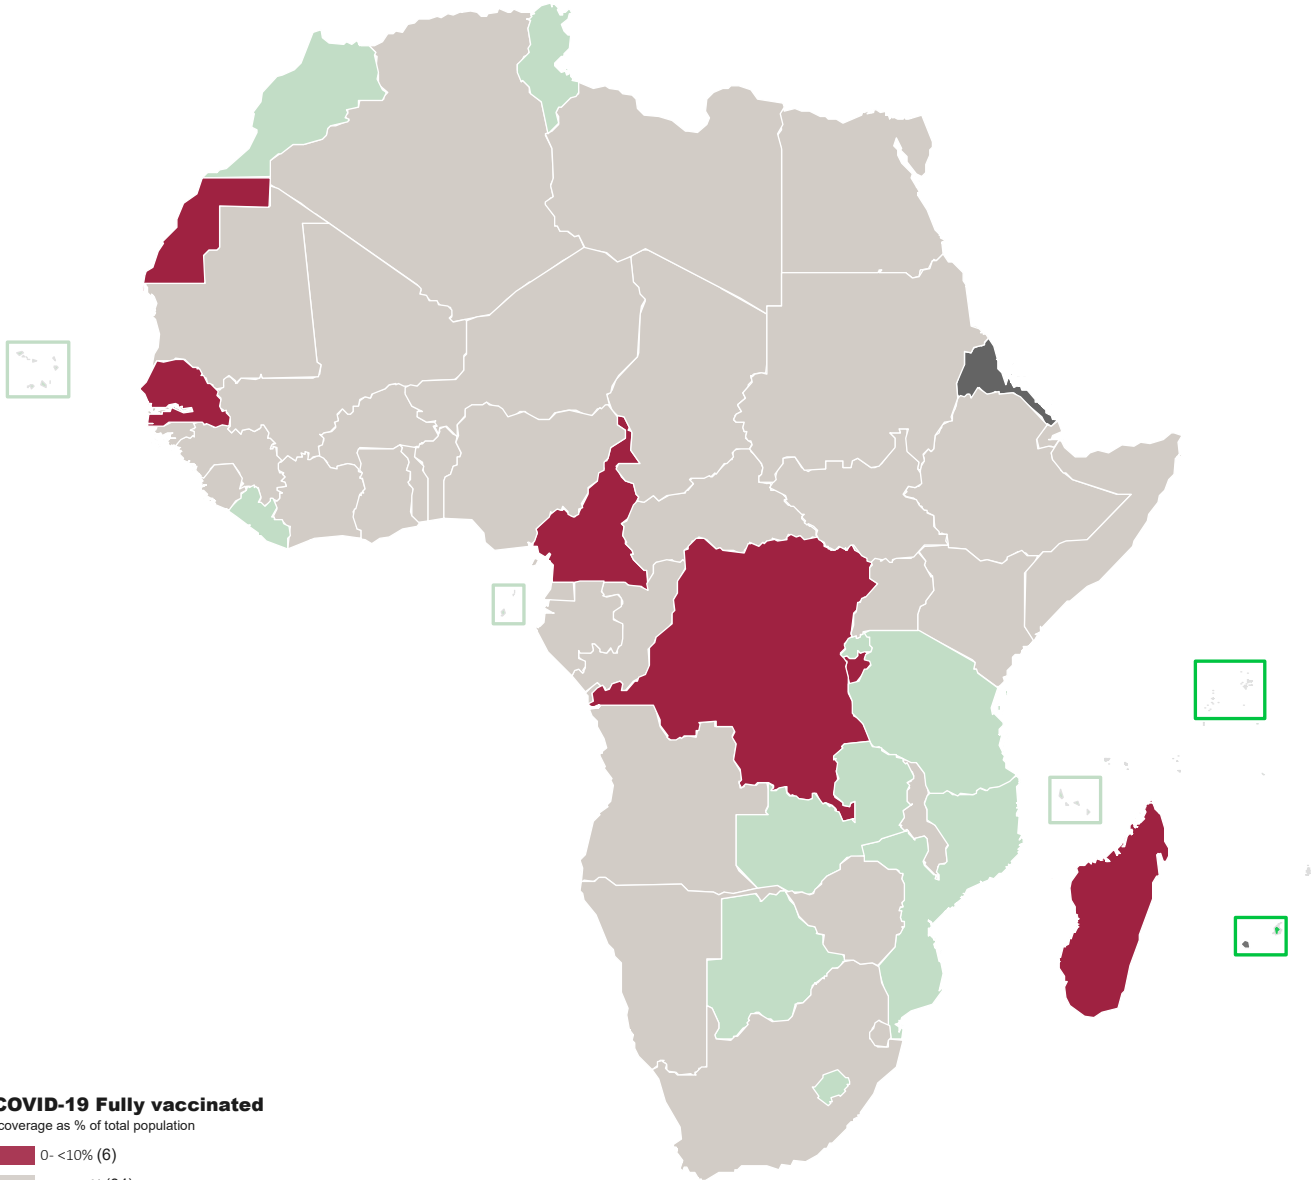 COVID-19 Fully vaccinated
coverage as % of total population
0- <10% (6)